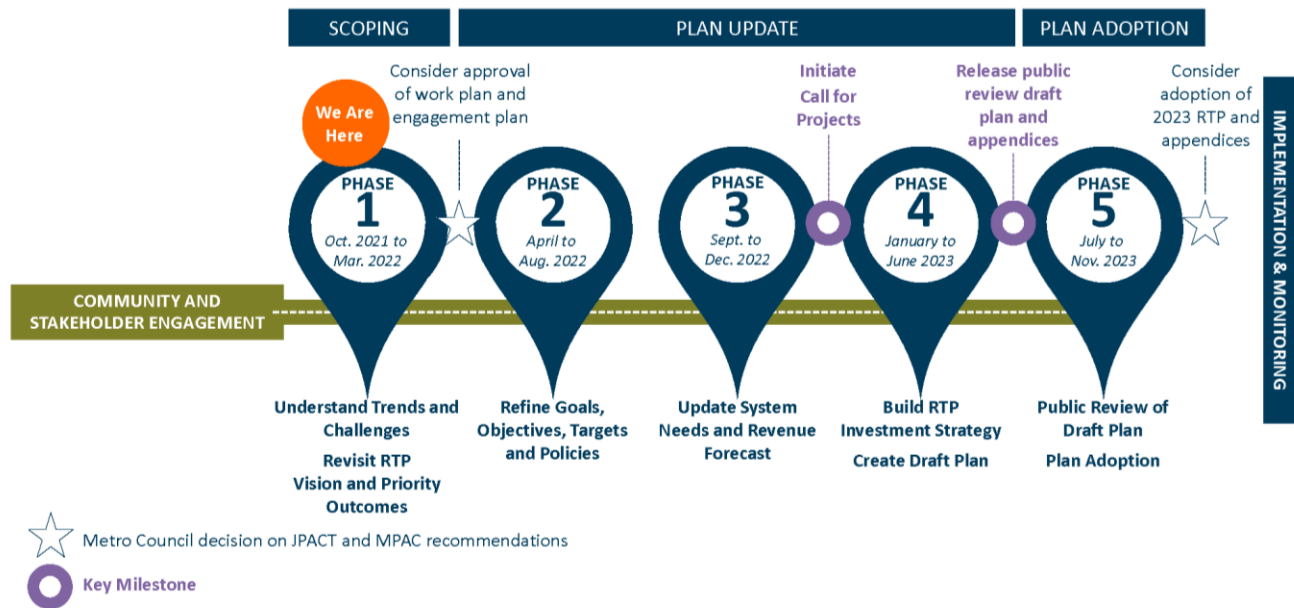 SCOPING
PLAN UPDATE
PLAN ADOPTION
We Are
Here
Consider approval
of work plan and
engagement plan
Initiate
Call for
Projects
Release public
review draft
plan and
appendices
Consider
adoption of
2023 RTP and
appendices
IMPLEMENTATION & MONITORING
PHASE
1
Oct. 2021 to
Mar. 2022
PHASE
2
April to
Aug. 2022
PHASE
3
Sept. to
Dec. 2022
PHASE
4
January to
June 2023
PHASE
5
July to
Nov. 2023
COMMUNITY AND
STAKEHOLDER ENGAGEMENT
Understand Trends and
Challenges
Revisit RTP
Vision and Priority
Outcomes
Refine Goals,
Objectives, Targets
and Policies
Update System
Needs and Revenue
Forecast
Build RTP
Investment Strategy
Create Draft Plan
Public Review of
Draft Plan
Plan Adoption
Metro Council decision on JPACT and MPAC recommendations
Key Milestone